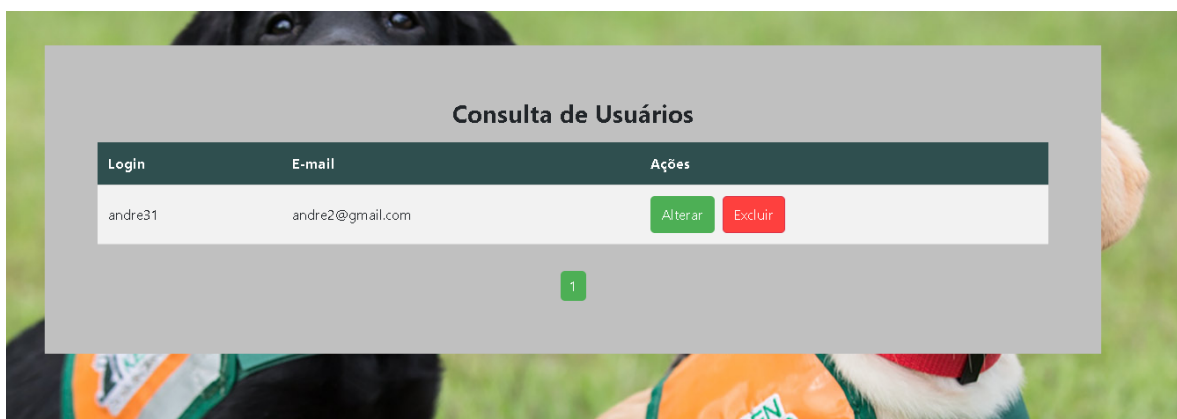 Consulta de Usuários
Login E-mail Ações
andre31 andre2@gmail.com Alterar Excluir
1